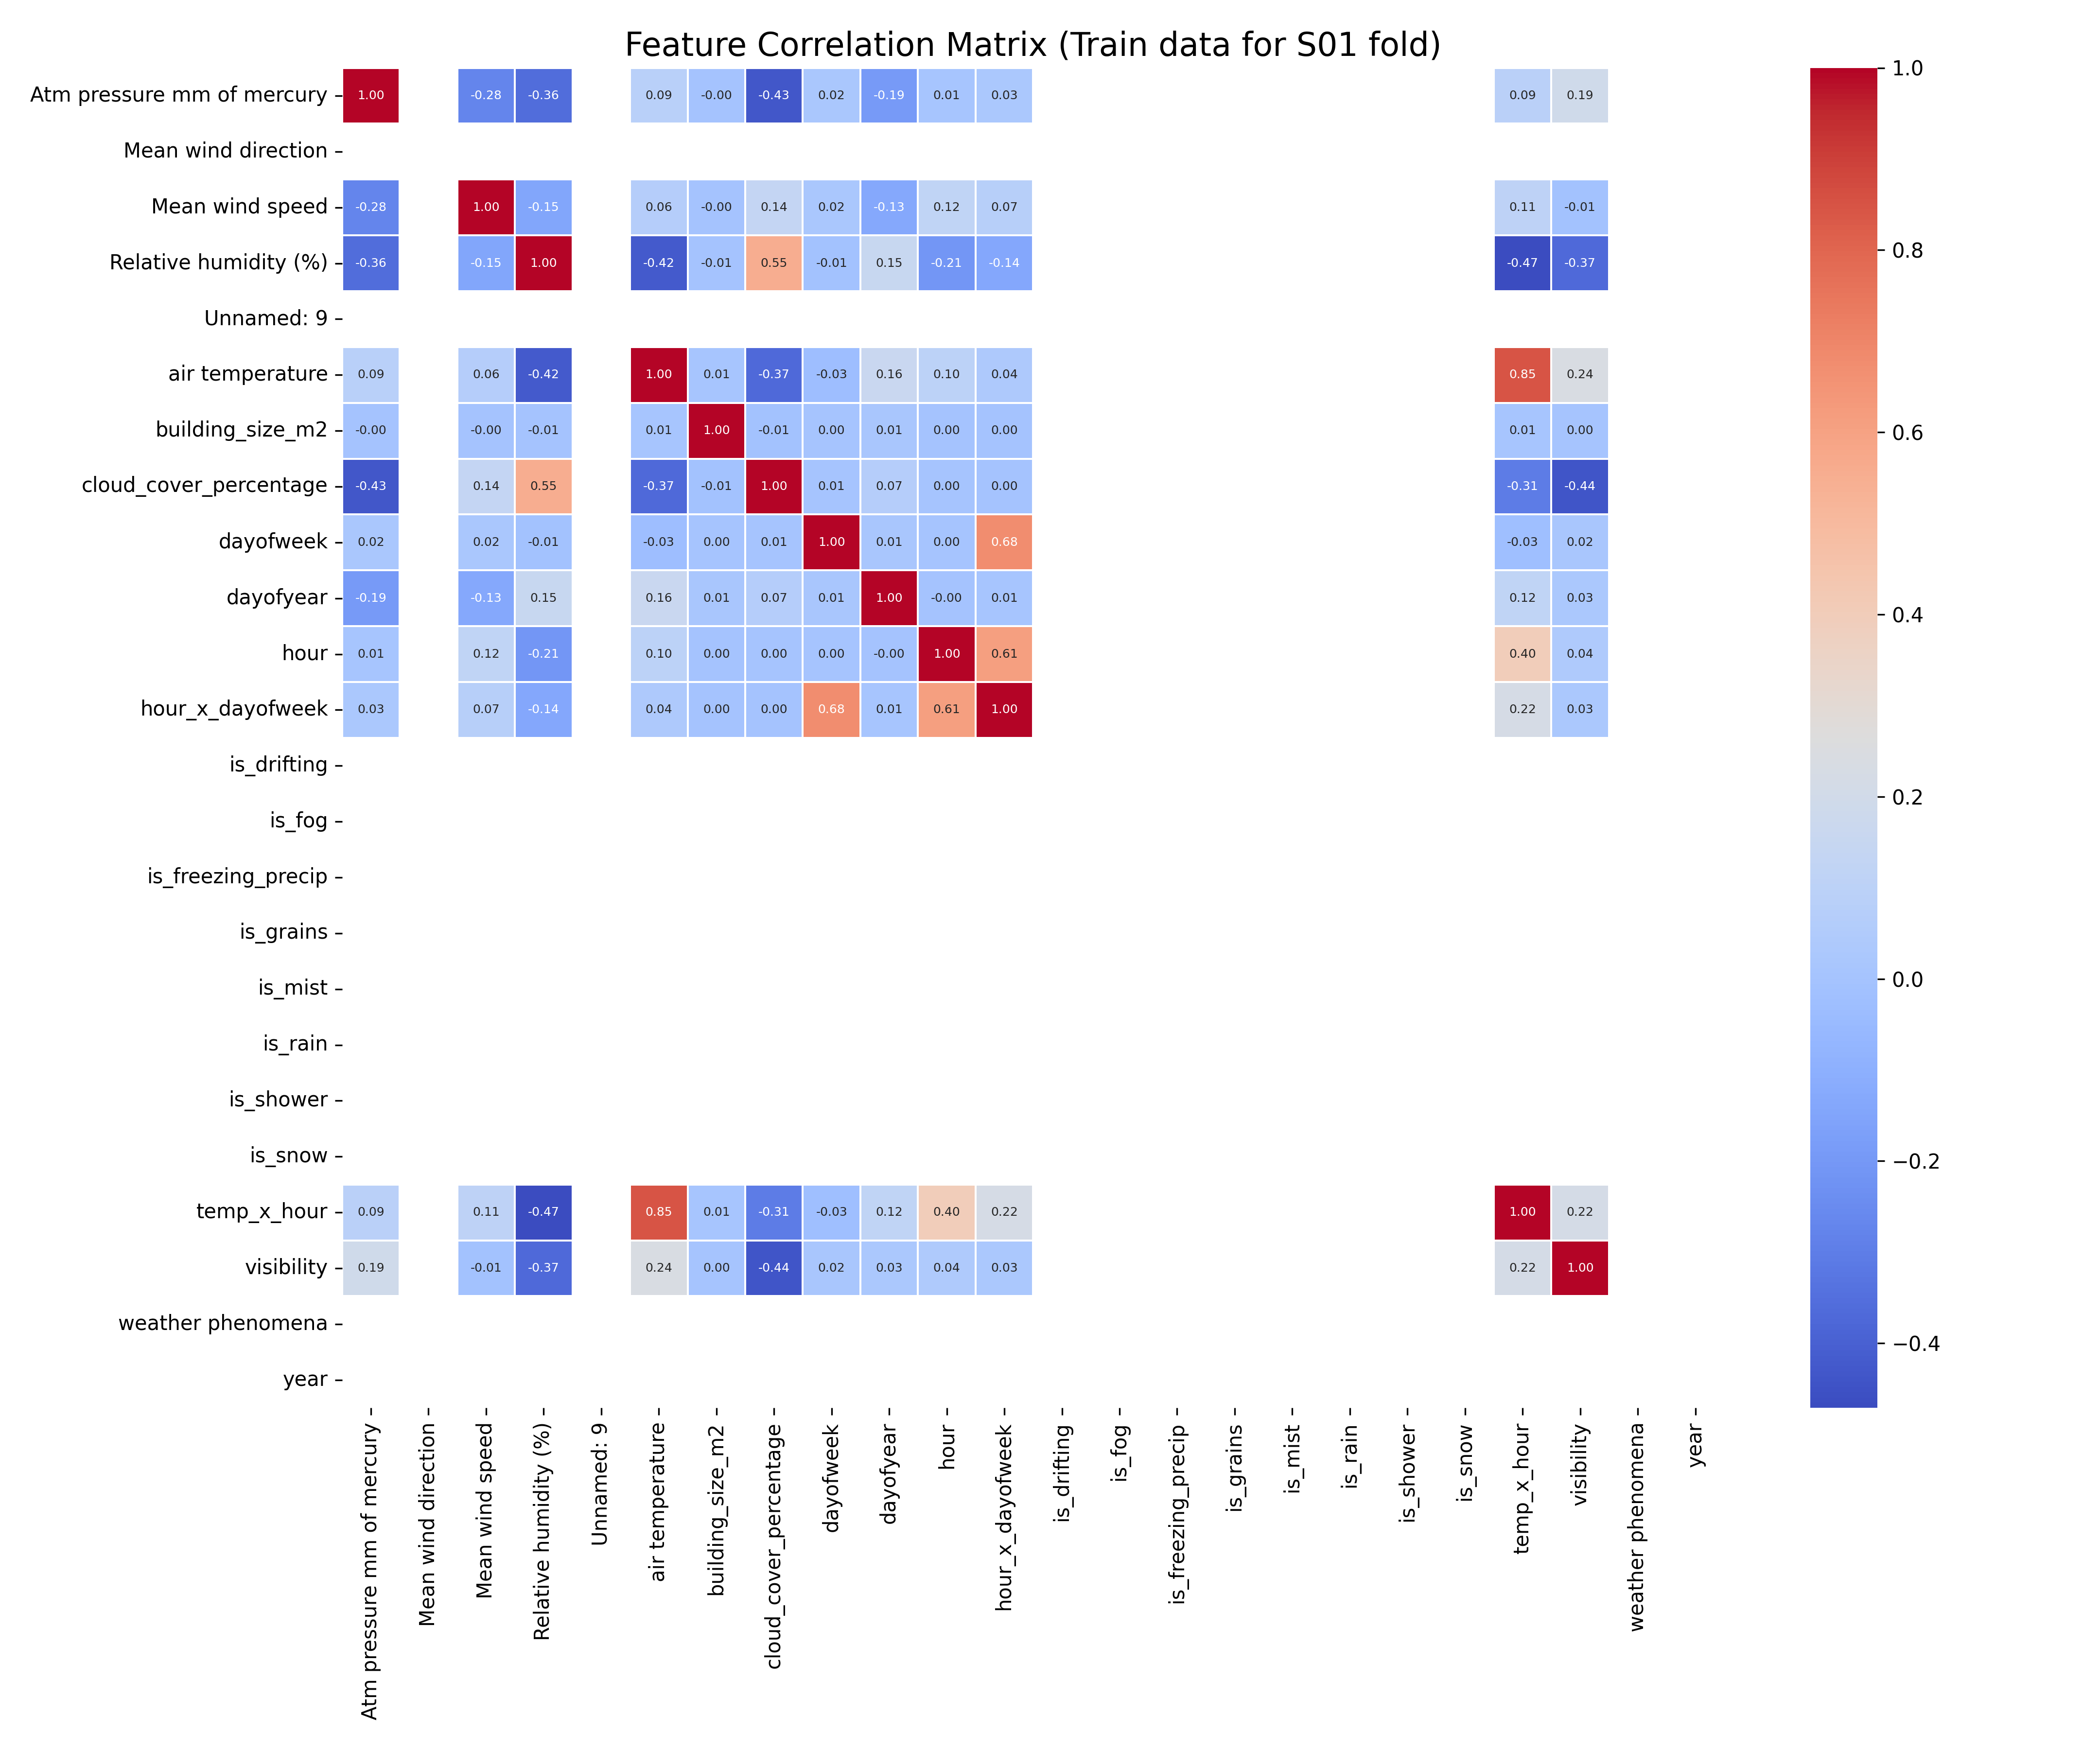 Feature Correlation Matrix (Train data for S01 fold)
Atm pressure mm of mercury 1.00 -0.28 -0.36 0.09 -0.00 -0.43 0.02 -0.19 0.01 0.03 0.09 0.19
Mean wind direction
Mean wind speed -0.28 1.00 -0.15 0.06 -0.00 0.14 0.02 -0.13 0.12 0.07 0.11 -0.01
Relative humidity (%) -0.36 -0.15 1.00 -0.42 -0.01 0.55 -0.01 0.15 -0.21 -0.14 -0.47 -0.37
Unnamed: 9
air temperature 0.09 0.06 -0.42 1.00 0.01 -0.37 -0.03 0.16 0.10 0.04 0.85 0.24
building_size_m2 -0.00 -0.00 -0.01 0.01 1.00 -0.01 0.00 0.01 0.00 0.00 0.01 0.00
cloud_cover_percentage -0.43 0.14 0.55 -0.37 -0.01 1.00 0.01 0.07 0.00 0.00 -0.31 -0.44
dayofweek 0.02 0.02 -0.01 -0.03 0.00 0.01 1.00 0.01 0.00 0.68 -0.03 0.02
dayofyear -0.19 -0.13 0.15 0.16 0.01 0.07 0.01 1.00 -0.00 0.01 0.12 0.03
hour 0.01 0.12 -0.21 0.10 0.00 0.00 0.00 -0.00 1.00 0.61 0.40 0.04
hour_x_dayofweek 0.03 0.07 -0.14 0.04 0.00 0.00 0.68 0.01 0.61 1.00 0.22 0.03
is_drifting
is_fog
is_freezing_precip
is_grains
is_mist
is_rain
is_shower
is_snow
temp_x_hour 0.09 0.11 -0.47 0.85 0.01 -0.31 -0.03 0.12 0.40 0.22 1.00 0.22
visibility 0.19 -0.01 -0.37 0.24 0.00 -0.44 0.02 0.03 0.04 0.03 0.22 1.00
weather phenomena
year
Atm pressure mm of mercury
Mean wind direction
Mean wind speed
Relative humidity (%)
Unnamed: 9
air temperature
building_size_m2
cloud_cover_percentage
dayofweek
dayofyear
hour
hour_x_dayofweek
is_drifting
is_fog
is_freezing_precip
is_grains
is_mist
is_rain
is_shower
is_snow
temp_x_hour
visibility
weather phenomena
year
1.0
0.8
0.6
0.4
0.2
0.0
−0.2
−0.4